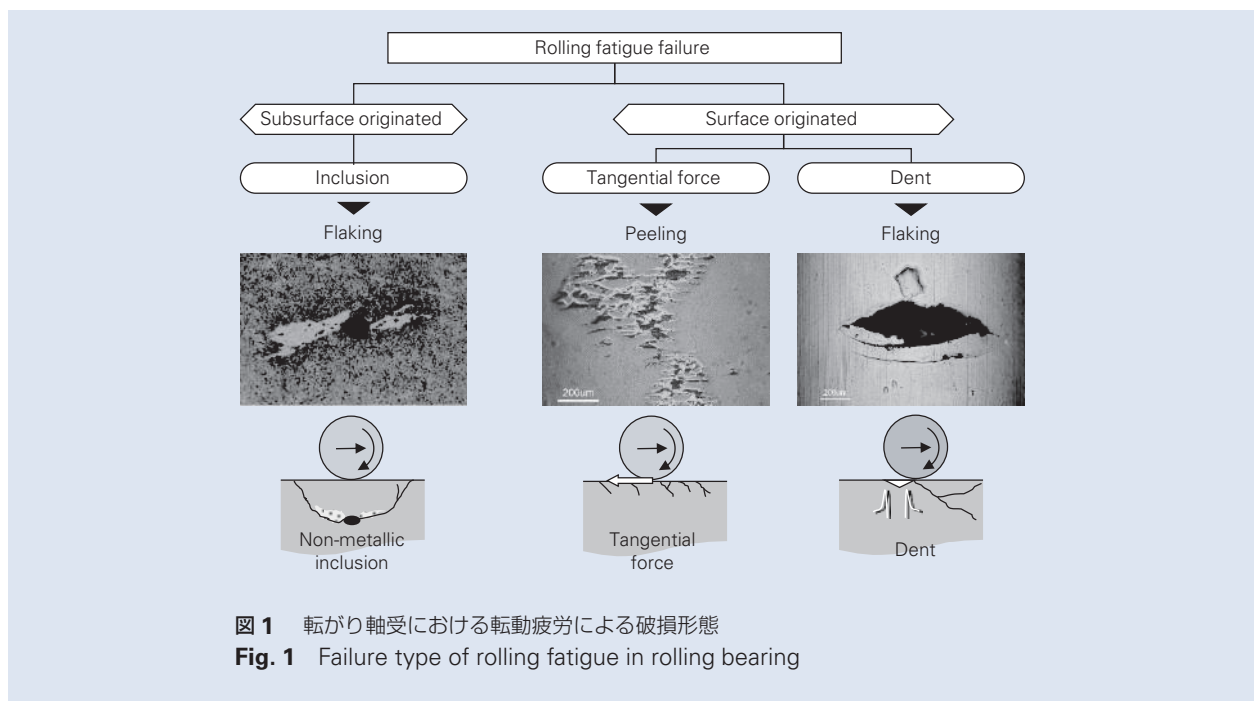 Rolling fatigue failure
Subsurface originated
Surface originated
Inclusion
Tangential force
Dent
Flaking
Peeling
Flaking
200um
200um
Non-metallic
inclusion
Tangential
force
Dent
図 1 転がり軸受における転動疲労による破損形態
Fig. 1 Failure type of rolling fatigue in rolling bearing